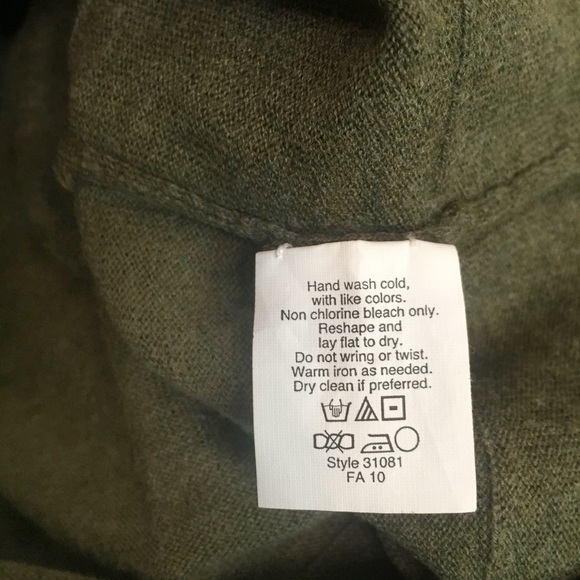 Hand wash cold,
with like colors.
Non chlorine bleach only.
Reshape and
lay flat to dry.
Do not wring or twist.
Warm iron as needed.
Dry clean if preferred.
Style 31081
FA 10